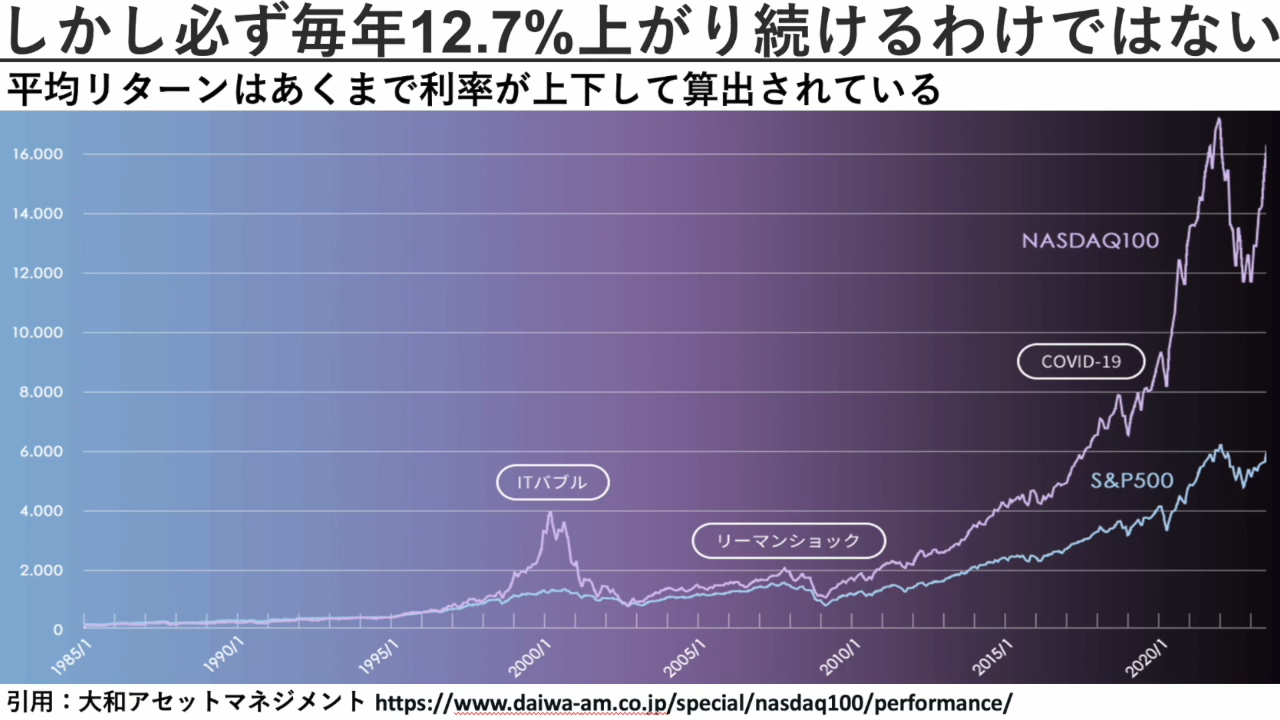 しかし必ず毎年12.7%上がり続けるわけではない
平均リターンはあくまで利率が上下して算出されている
16.000
14.000
NASDAQ100
12.000
10.000
COVID-19
8.000
6.000
S&P500
ITバブル
4.000
リーマンショック
2.000
0
1985/1
1990/1
1995/1
2000/1
2005/1
2010/1
2015/1
2020/1
引用：大和アセットマネジメント https://www.daiwa-am.co.jp/special/nasdaq100/performance/